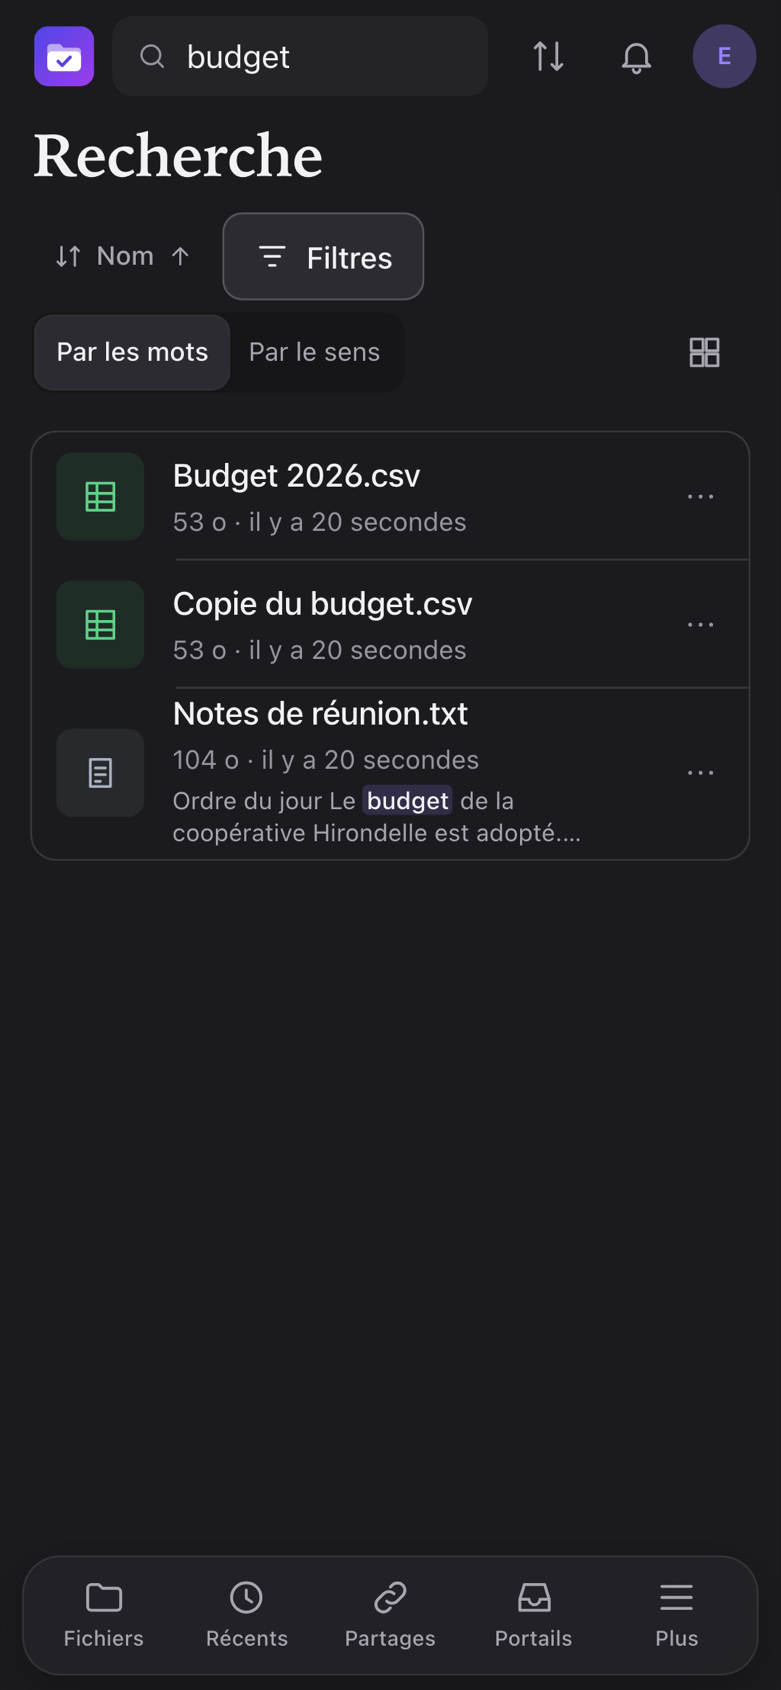 budget
E
Recherche
Nom
Filtres
Par les mots
Par le sens
Budget 2026.csv
53 o · il y a 20 secondes
Copie du budget.csv
53 o · il y a 20 secondes
Notes de réunion.txt
104 o · il y a 20 secondes
Ordre du jour Le budget de la
coopérative Hirondelle est adopté....
Fichiers
Récents
Partages
Portails
Plus